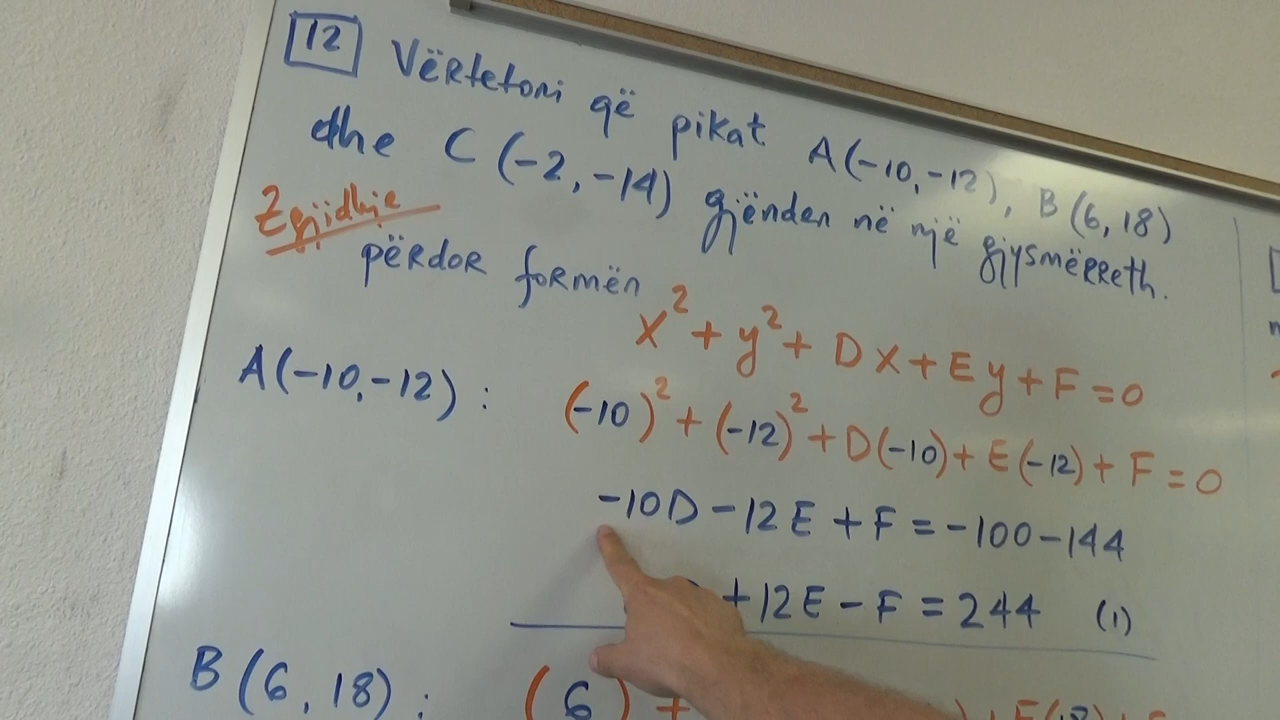 12 Vërtetoni që pikat A(-10,-12), B(6,18)
dhe C(-2,-14) gjënden në një gjysmërreth.
Zgjidhje
përdor formën
x² + y² + Dx + Ey + F = 0
A(-10,-12) : (-10)² + (-12)² + D(-10) + E(-12) + F = 0
-10D - 12E + F = -100 - 144
+ 12E - F = 244 (1)
B(6,18) : (6) +